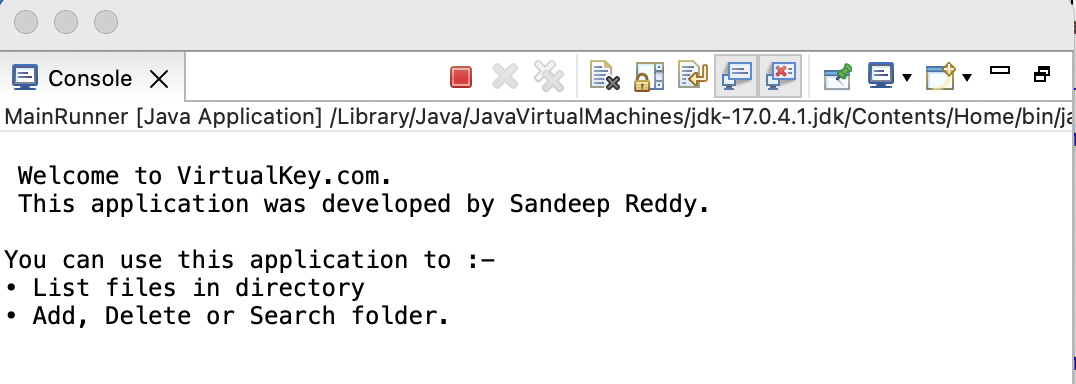 Console
MainRunner [Java Application] /Library/Java/JavaVirtualMachines/jdk-17.0.4.1.jdk/Contents/Home/bin/ja
Welcome to VirtualKey.com.
This application was developed by Sandeep Reddy.
You can use this application to :-
• List files in directory
• Add, Delete or Search folder.